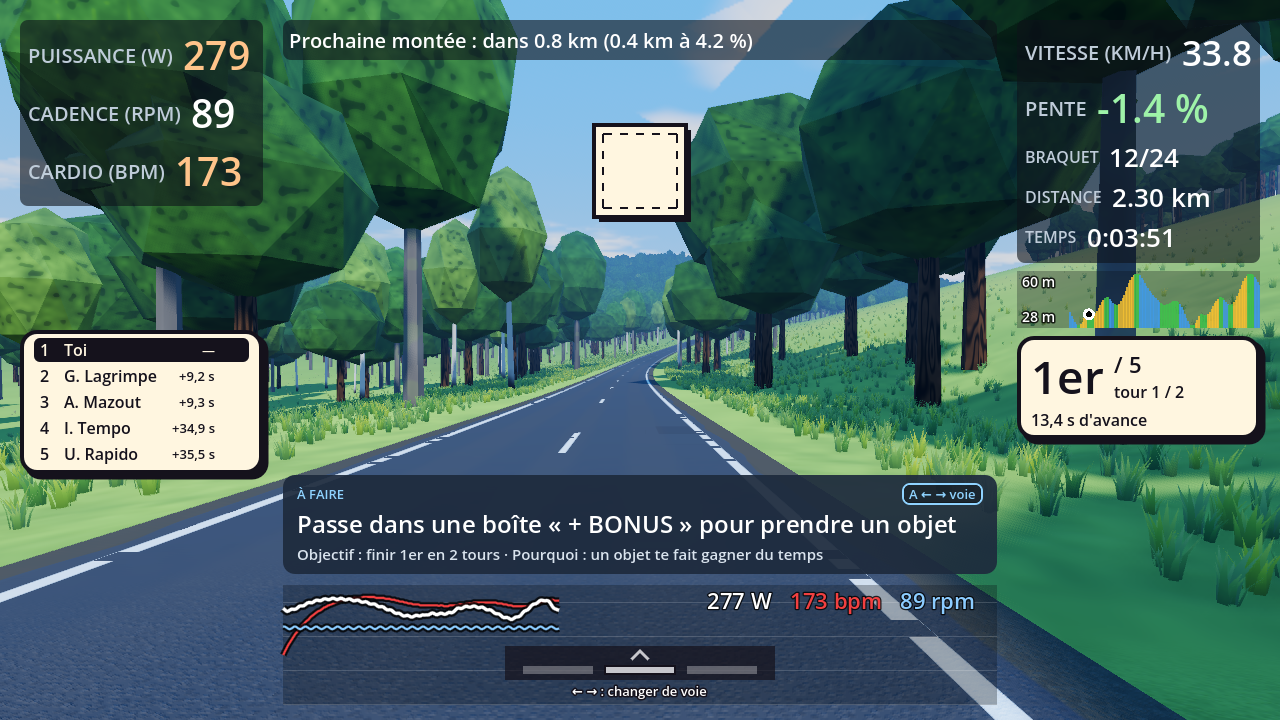 PUISSANCE (W) 279
CADENCE (RPM) 89
CARDIO (BPM) 173
Prochaine montée : dans 0.8 km (0.4 km à 4.2 %)
VITESSE (KM/H) 33.8
PENTE -1.4 %
BRAQUET 12/24
DISTANCE 2.30 km
TEMPS 0:03:51
60 m
28 m
1 Toi —
2 G. Lagrimpe +9,2 s
3 A. Mazout +9,3 s
4 I. Tempo +34,9 s
5 U. Rapido +35,5 s
1er / 5
tour 1 / 2
13,4 s d'avance
À FAIRE
A ← → voie
Passe dans une boîte « + BONUS » pour prendre un objet
Objectif : finir 1er en 2 tours · Pourquoi : un objet te fait gagner du temps
277 W 173 bpm 89 rpm
← → : changer de voie